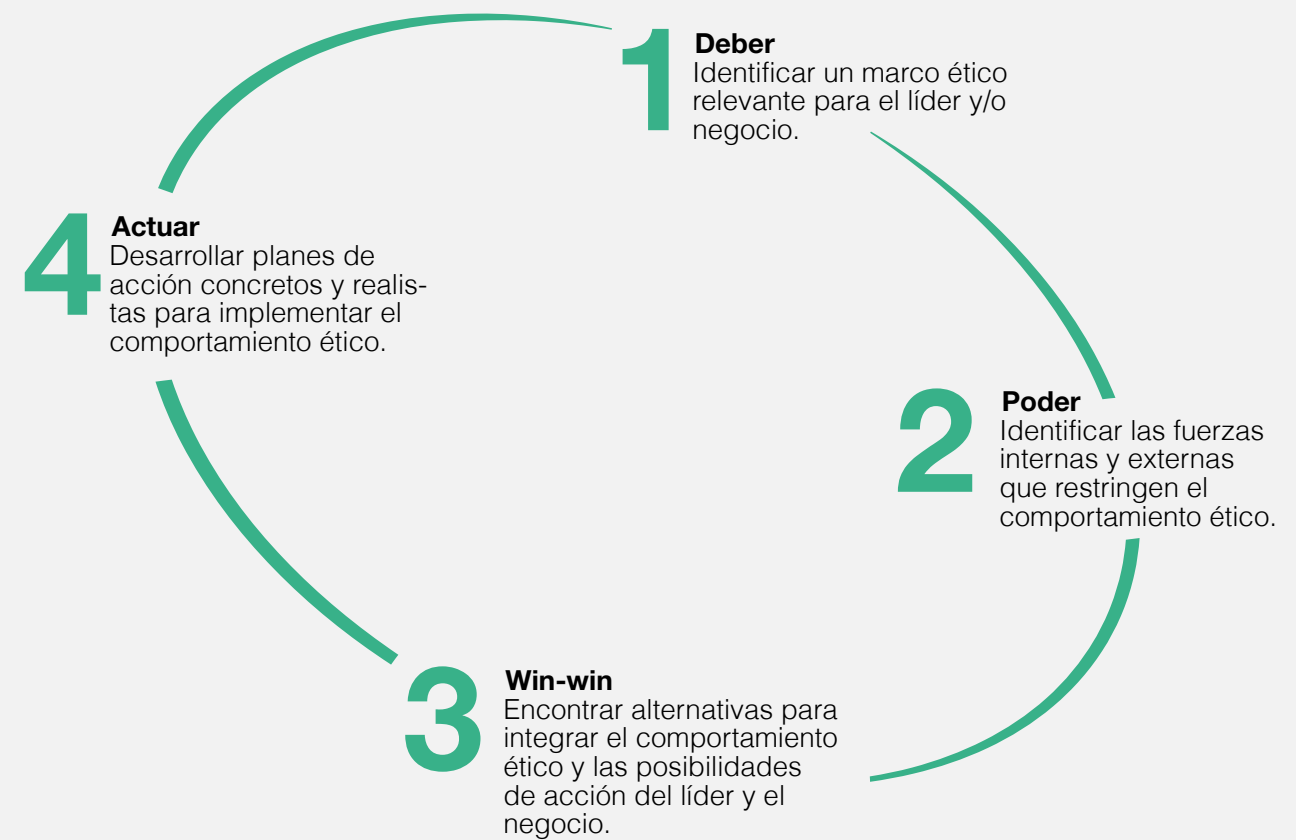 1
Deber
Identificar un marco ético
relevante para el líder y/o
negocio.
2
Poder
Identificar las fuerzas
internas y externas
que restringen el
comportamiento ético.
3
Win-win
Encontrar alternativas para
integrar el comportamiento
ético y las posibilidades
de acción del líder y el
negocio.
4
Actuar
Desarrollar planes de
acción concretos y realis-
tas para implementar el
comportamiento ético.